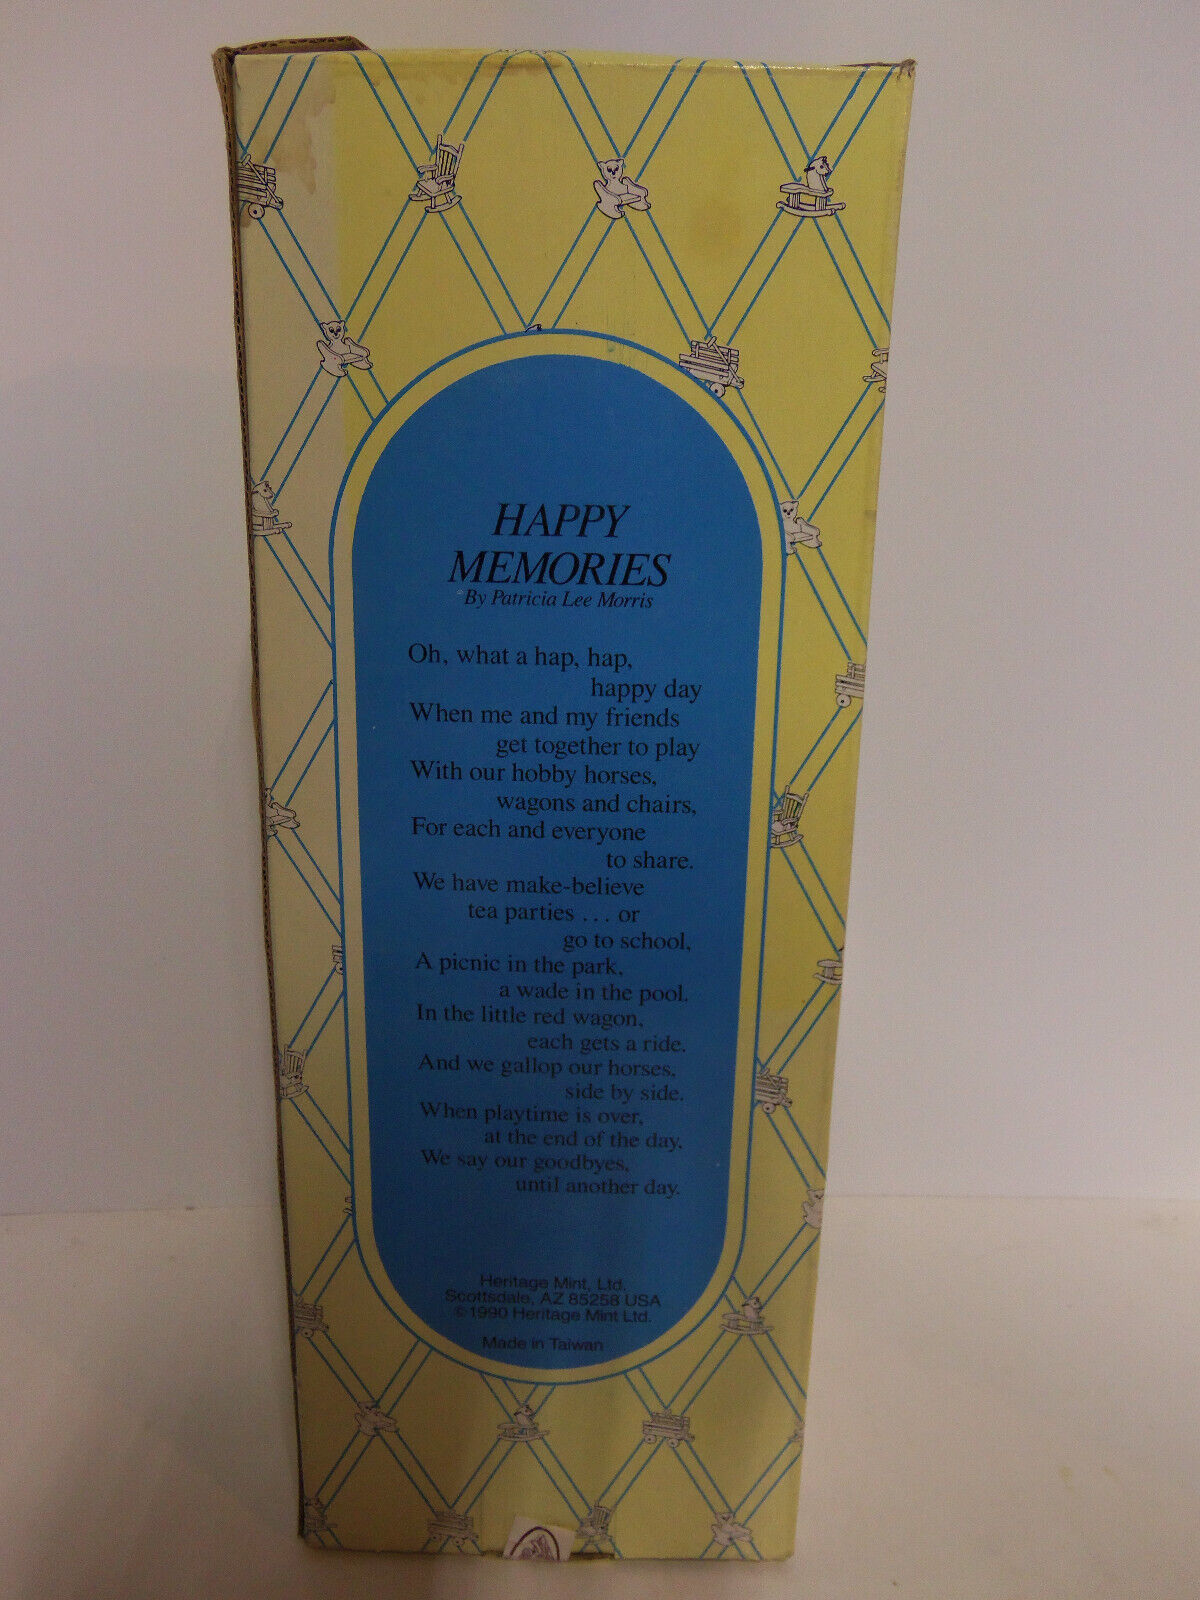 HAPPY
MEMORIES
By Patricia Lee Morris
Oh, what a hap, hap,
happy day
When me and my friends
get together to play
With our hobby horses,
wagons and chairs,
For each and everyone
to share.
We have make-believe
tea parties . . . or
go to school,
A picnic in the park,
a wade in the pool.
In the little red wagon,
each gets a ride.
And we gallop our horses,
side by side.
When playtime is over,
at the end of the day,
We say our goodbyes,
until another day.
Heritage Mint, Ltd.
Scottsdale, AZ 85258 USA
©1990 Heritage Mint Ltd.
Made in Taiwan